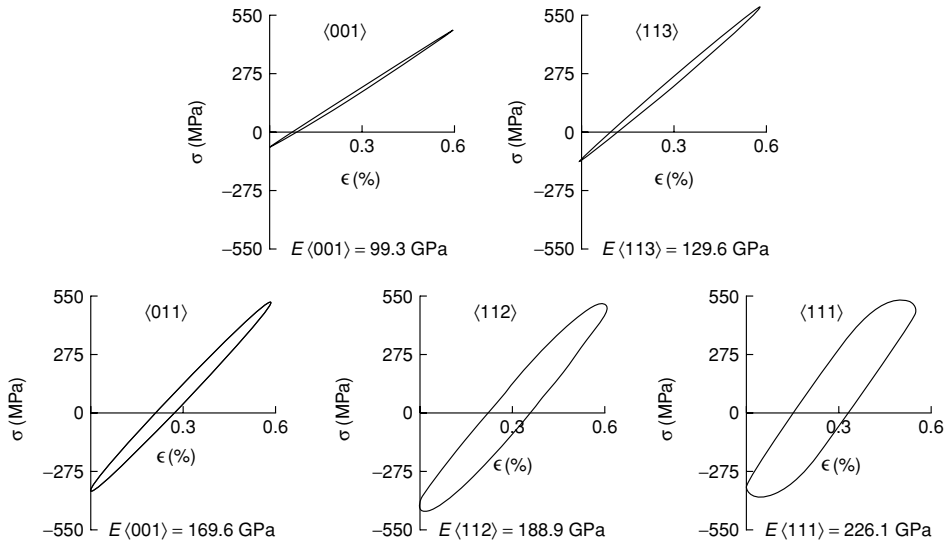 550
⟨001⟩
275
σ (MPa)
0
0.3
0.6
ϵ (%)
−275
−550
E ⟨001⟩ = 99.3 GPa
550
⟨113⟩
275
σ (MPa)
0
0.3
0.6
ϵ (%)
−275
−550
E ⟨113⟩ = 129.6 GPa
550
⟨011⟩
275
σ (MPa)
0
0.3
0.6
ϵ (%)
−275
−550
E ⟨001⟩ = 169.6 GPa
550
⟨112⟩
275
σ (MPa)
0
0.3
0.6
ϵ (%)
−275
−550
E ⟨112⟩ = 188.9 GPa
550
⟨111⟩
275
σ (MPa)
0
0.3
0.6
ϵ (%)
−275
−550
E ⟨111⟩ = 226.1 GPa